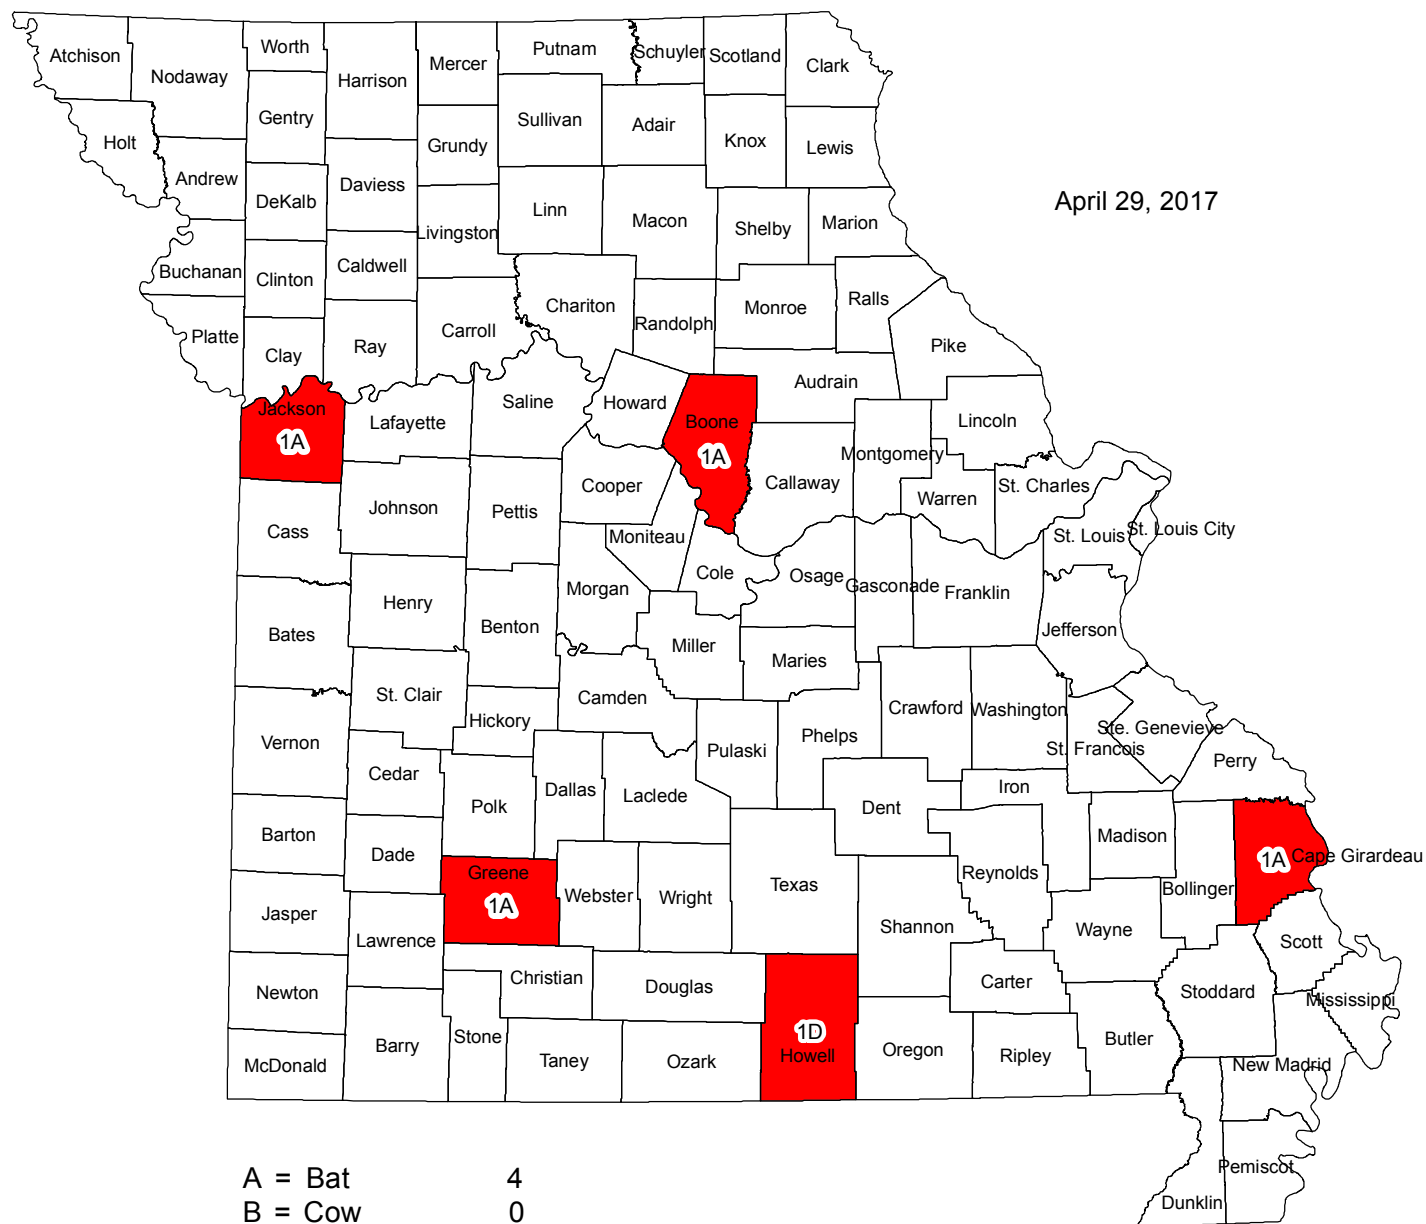 Atchison
Nodaway
Worth
Harrison
Mercer
Putnam
Schuyler
Scotland
Clark
Holt
Gentry
Grundy
Sullivan
Adair
Knox
Lewis
Andrew
DeKalb
Daviess
Livingston
Linn
Macon
Shelby
Marion
April 29, 2017
Buchanan
Clinton
Caldwell
Chariton
Randolph
Monroe
Ralls
Platte
Clay
Ray
Carroll
Pike
Audrain
Jackson
1A
Lafayette
Saline
Howard
Boone
1A
Lincoln
Montgomery
Callaway
Cooper
Warren
St. Charles
Cass
Johnson
Pettis
Moniteau
St. Louis
St. Louis City
Cole
Osage
Gasconade
Franklin
Morgan
Henry
Bates
Benton
Miller
Maries
Jefferson
St. Clair
Hickory
Camden
Crawford
Washington
Ste. Genevieve
St. Francois
Vernon
Pulaski
Phelps
Perry
Cedar
Polk
Dallas
Laclede
Dent
Iron
Barton
Dade
Madison
Greene
1A
Webster
Wright
Texas
Reynolds
Bollinger
1A
Cape Girardeau
Jasper
Lawrence
Shannon
Wayne
Scott
Newton
Christian
Douglas
Carter
Stoddard
Mississippi
McDonald
Barry
Stone
Taney
Ozark
1D
Howell
Oregon
Ripley
Butler
New Madrid
Pemiscot
Dunklin
A = Bat 4
B = Cow 0